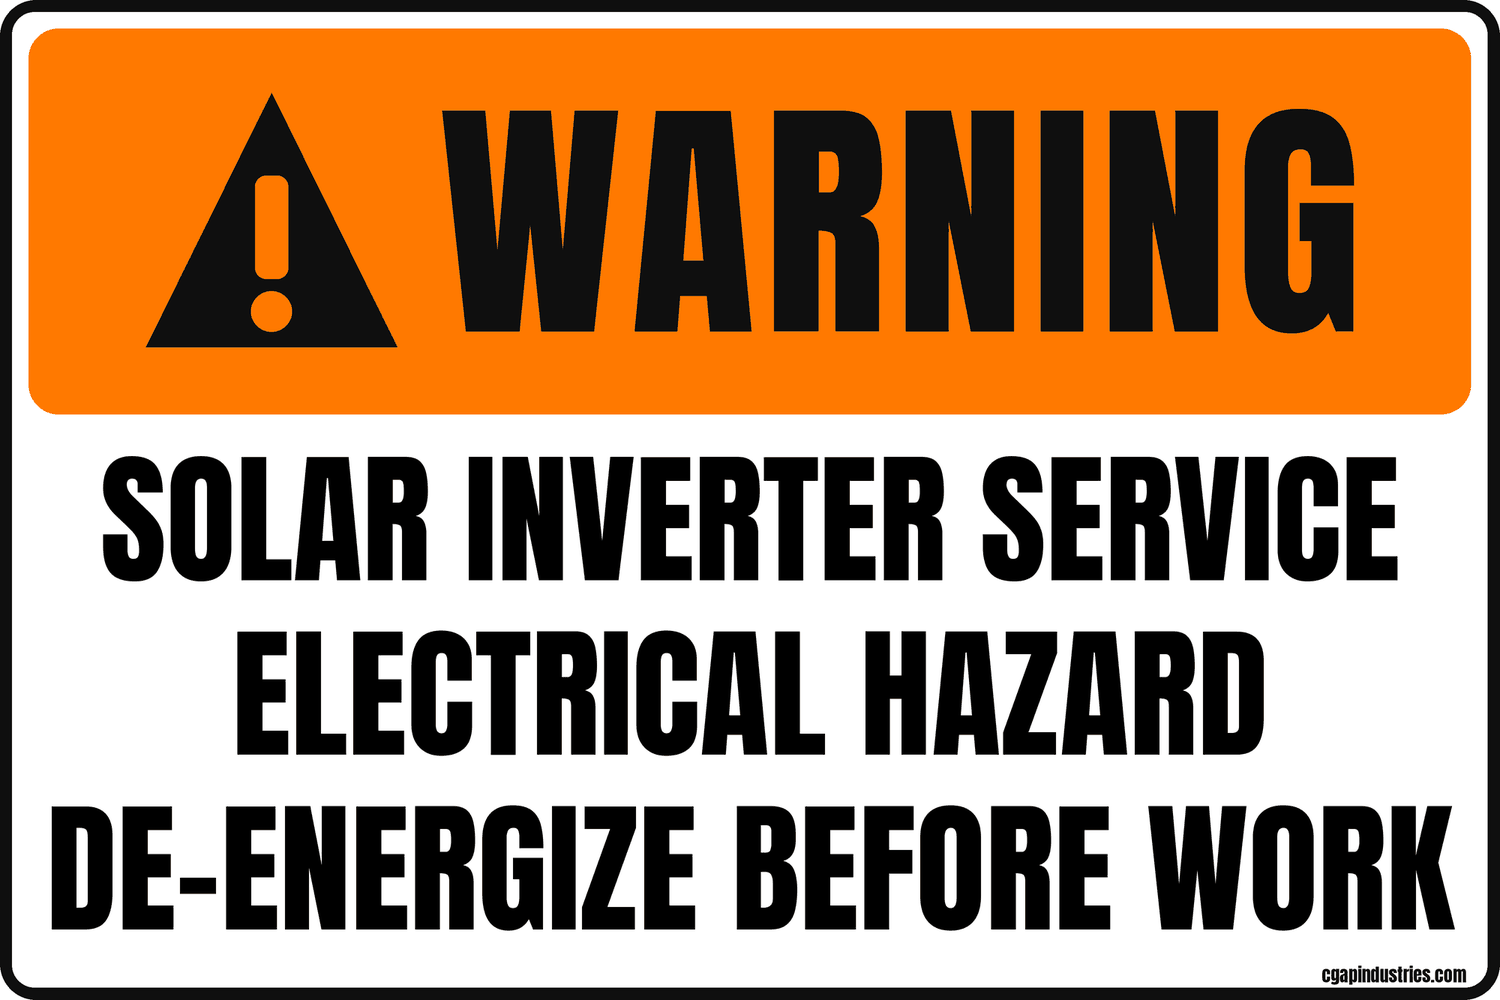 WARNING
SOLAR INVERTER SERVICE
ELECTRICAL HAZARD
DE-ENERGIZE BEFORE WORK
cgapindustries.com